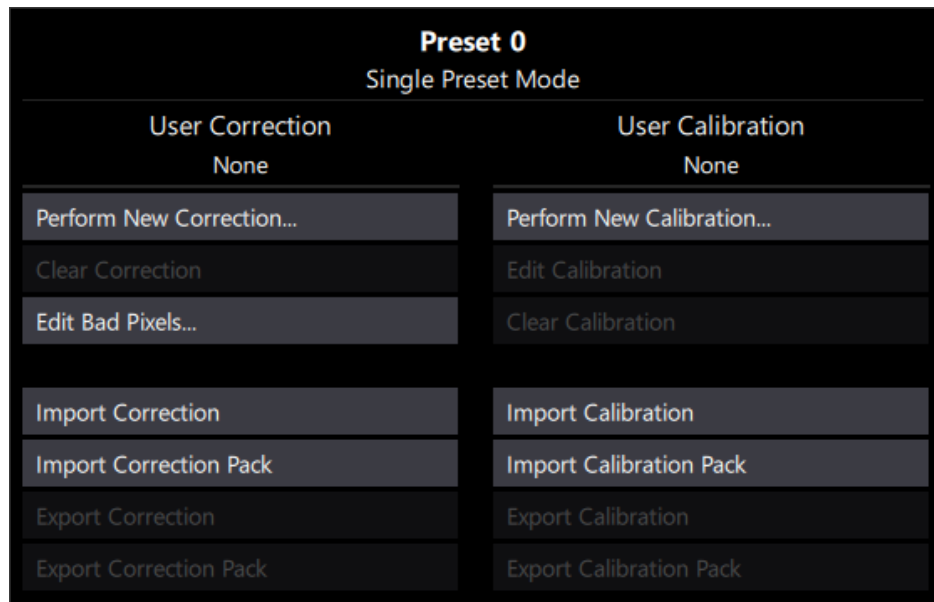 Preset 0
Single Preset Mode
User Correction
None
Perform New Correction...
Clear Correction
Edit Bad Pixels...
Import Correction
Import Correction Pack
Export Correction
Export Correction Pack
User Calibration
None
Perform New Calibration...
Edit Calibration
Clear Calibration
Import Calibration
Import Calibration Pack
Export Calibration
Export Calibration Pack